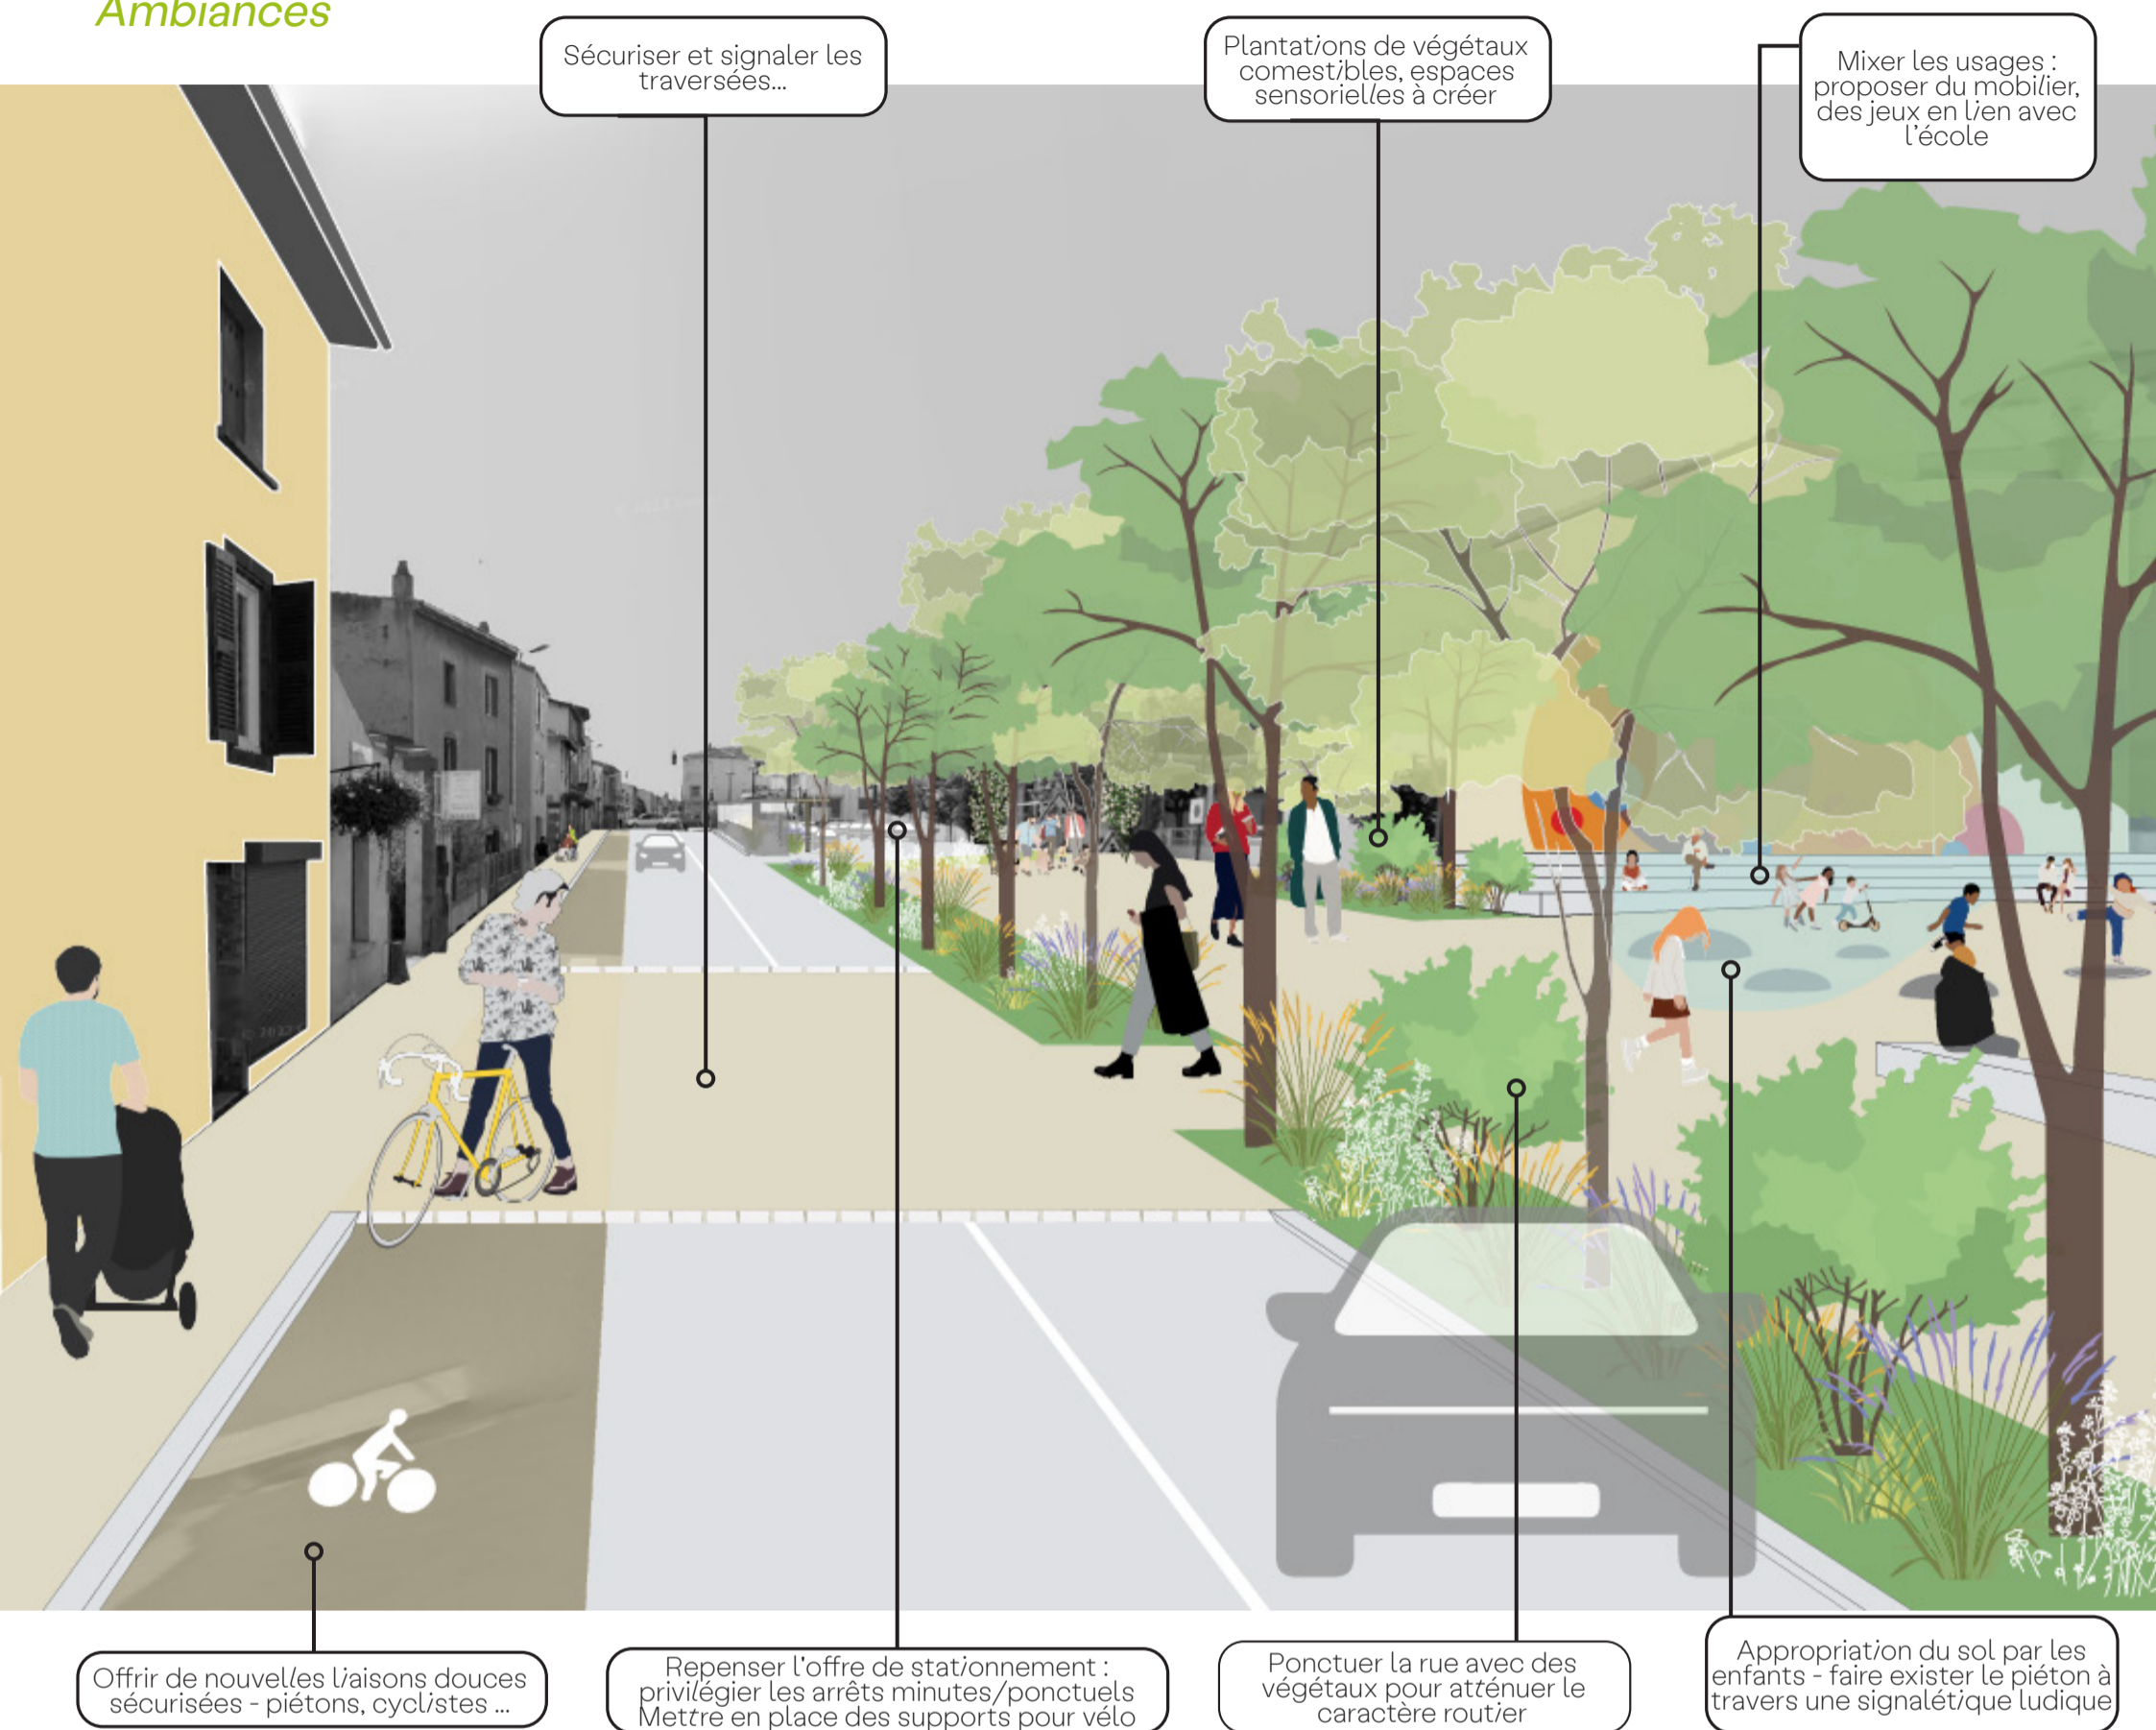 Ambiances
Sécuriser et signaler les
traversées...
Plantations de végétaux
comestibles, espaces
sensorielles à créer
Mixer les usages :
proposer du mobilier,
des jeux en lien avec
l'école
Offrir de nouvelles liaisons douces
sécurisées - piétons, cyclistes ...
Repenser l'offre de stationnement :
privilégier les arrêts minutes/ponctuels
Mettre en place des supports pour vélo
Ponctuer la rue avec des
végétaux pour atténuer le
caractère routier
Appropriation du sol par les
enfants - faire exister le piéton à
travers une signalétique ludique